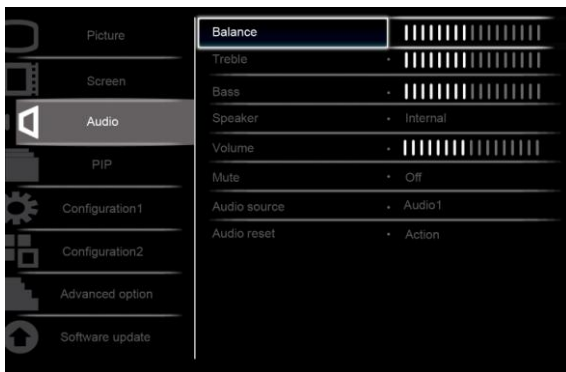 Picture
Screen
Audio
PIP
Configuration1
Configuration2
Advanced option
Software update
Balance
Treble
Bass
Speaker Internal
Volume
Mute Off
Audio source Audio1
Audio reset Action